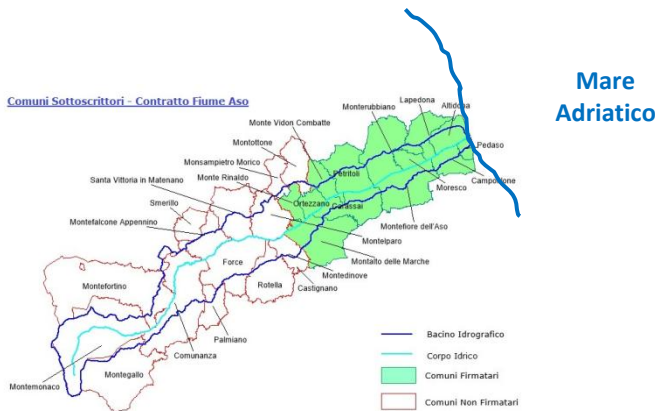 Mare
Adriatico
Comuni Sottoscrittori - Contratto Fiume Aso
Lapedona
Altidona
Monterubbiano
Monte Vidon Combatte
Montottone
Pedaso
Monsampietro Morico
Petritoli
Campofilone
Monte Rinaldo
Moresco
Santa Vittoria in Matenano
Ortezzano
Carassai
Smerillo
Montefiore dell'Aso
Montefalcone Appennino
Montelparo
Force
Montalto delle Marche
Montedinove
Montefortino
Rotella
Castignano
Palmiano
Comunanza
Montemonaco
Montegallo
Bacino Idrografico
Corpo Idrico
Comuni Firmatari
Comuni Non Firmatari